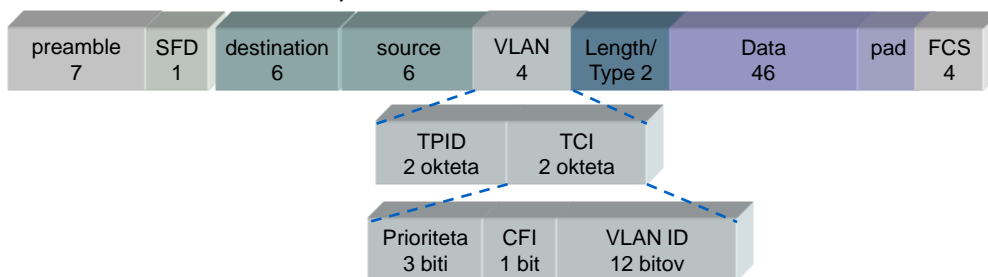 preamble
7
SFD
1
destination
6
source
6
VLAN
4
Length/
Type 2
Data
46
pad
FCS
4
TPID
2 okteta
TCI
2 okteta
Prioriteta
3 biti
CFI
1 bit
VLAN ID
12 bitov